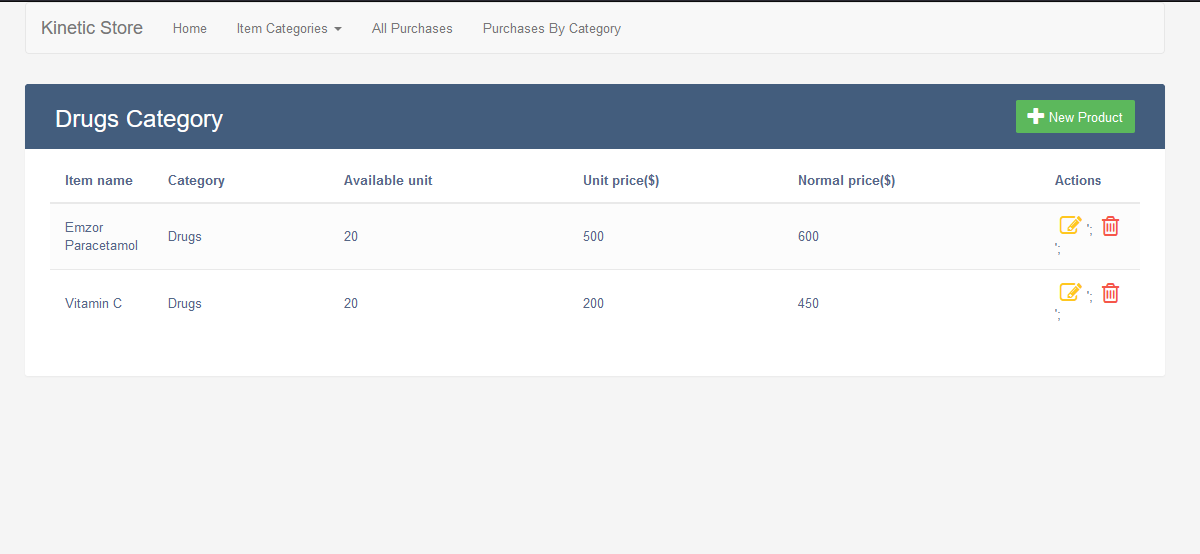 Kinetic Store Home Item Categories All Purchases Purchases By Category
Drugs Category New Product
Item name Category Available unit Unit price($) Normal price($) Actions
Emzor
Paracetamol Drugs 20 500 600 ';
';
Vitamin C Drugs 20 200 450 ';
';